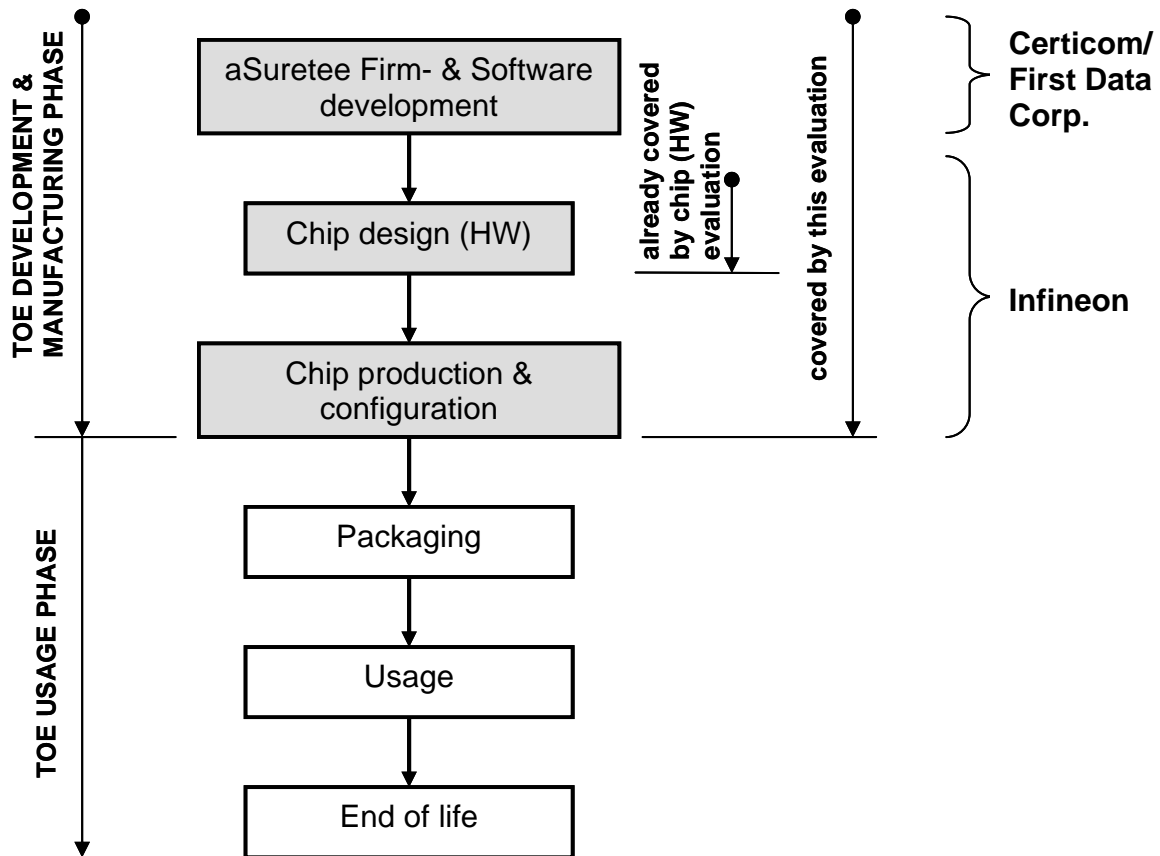 TOE DEVELOPMENT &
MANUFACTURING PHASE
aSuretee Firm- & Software
development
Chip design (HW)
Chip production &
configuration
already covered
by chip (HW)
evaluation
covered by this evaluation
Certicom/
First Data
Corp.
Infineon
TOE USAGE PHASE
Packaging
Usage
End of life